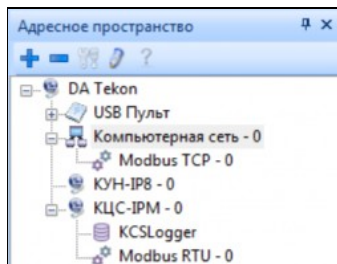 Адресное пространство
DA Tekon
USB Пульт
Компьютерная сеть - 0
Modbus TCP - 0
КУН-IP8 - 0
КЦС-IPM - 0
KCSLogger
Modbus RTU - 0